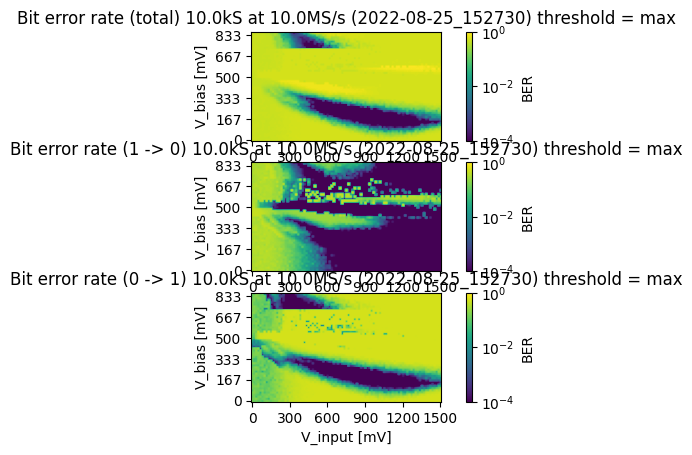 Bit error rate (total) 10.0kS at 10.0MS/s (2022-08-25_152730) threshold = max
833
667
500
333
167
0
V_bias [mV]
10^0
10^-2
10^-4
BER
0 300 600 900 1200 1500
Bit error rate (1 -> 0) 10.0kS at 10.0MS/s (2022-08-25_152730) threshold = max
833
667
500
333
167
0
V_bias [mV]
10^0
10^-2
10^-4
BER
0 300 600 900 1200 1500
Bit error rate (0 -> 1) 10.0kS at 10.0MS/s (2022-08-25_152730) threshold = max
833
667
500
333
167
0
V_bias [mV]
10^0
10^-2
10^-4
BER
0 300 600 900 1200 1500
V_input [mV]